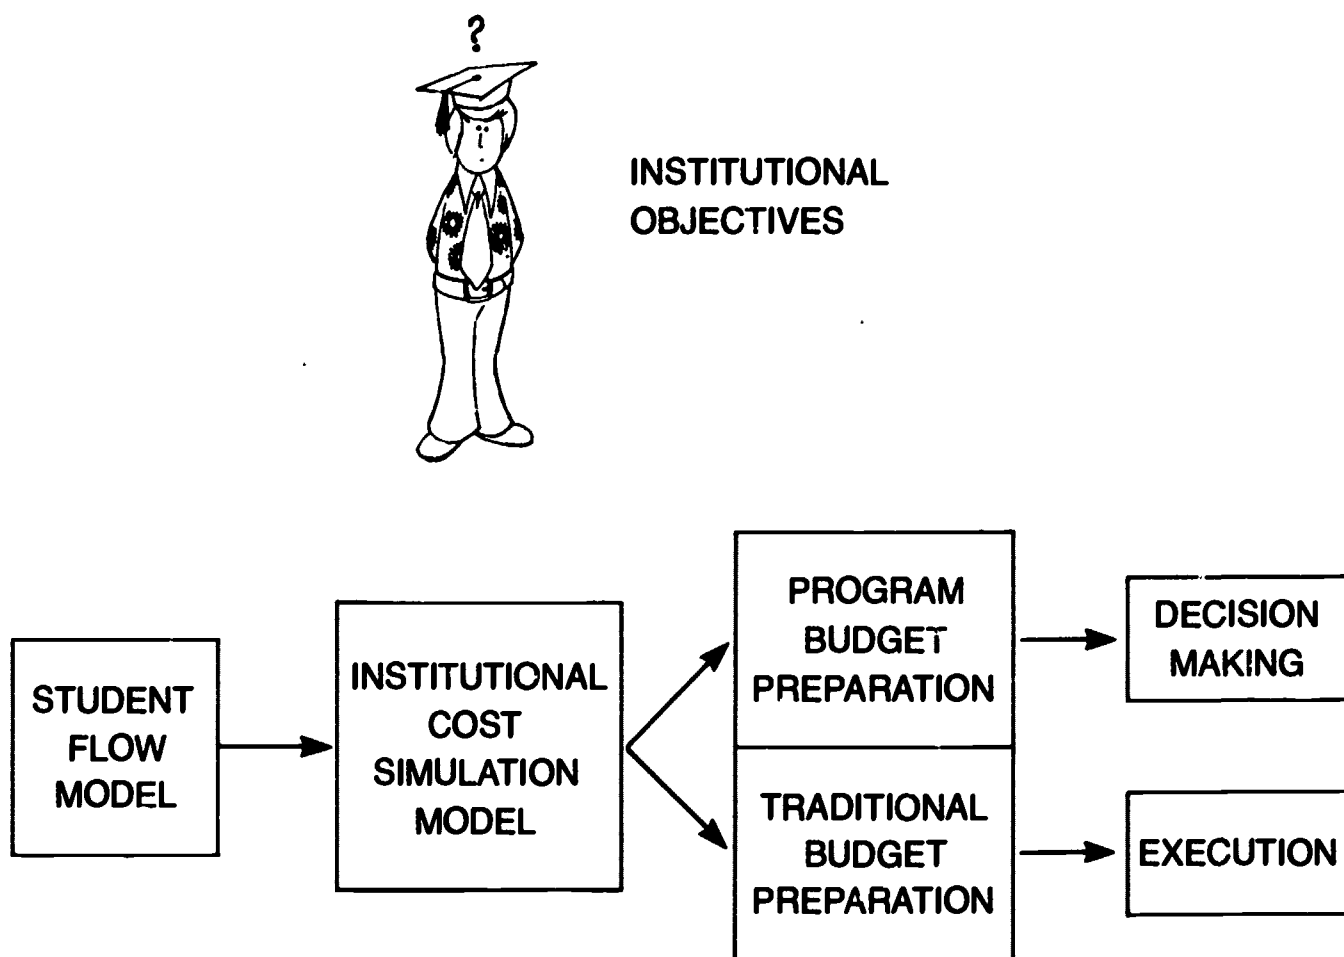 ?
INSTITUTIONAL
OBJECTIVES
STUDENT
FLOW
MODEL
INSTITUTIONAL
COST
SIMULATION
MODEL
PROGRAM
BUDGET
PREPARATION
TRADITIONAL
BUDGET
PREPARATION
DECISION
MAKING
EXECUTION